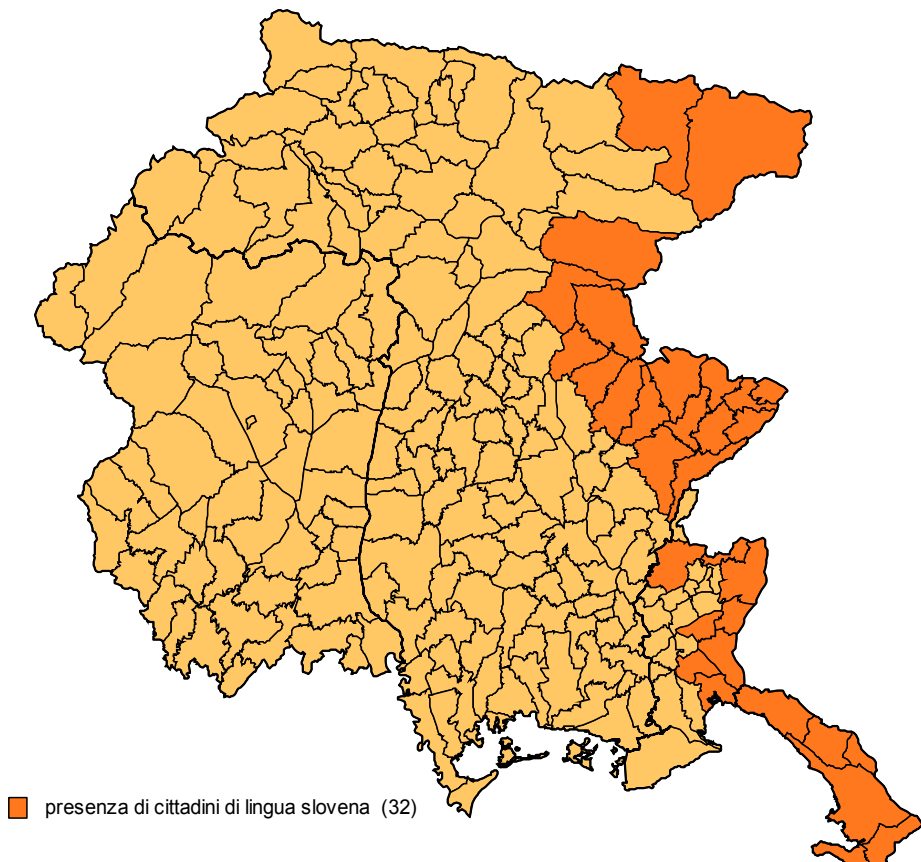 presenza di cittadini di lingua slovena (32)